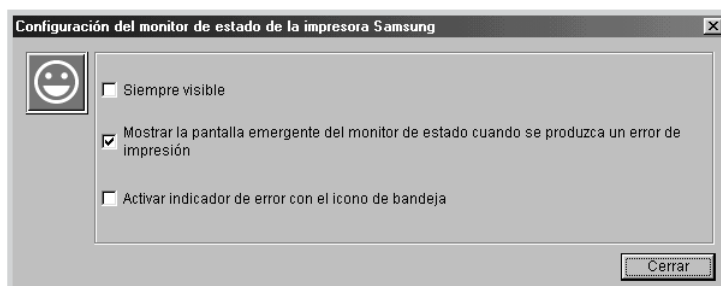 Configuración del monitor de estado de la impresora Samsung
Siempre visible
Mostrar la pantalla emergente del monitor de estado cuando se produzca un error de
impresión
Activar indicador de error con el icono de bandeja
Cerrar